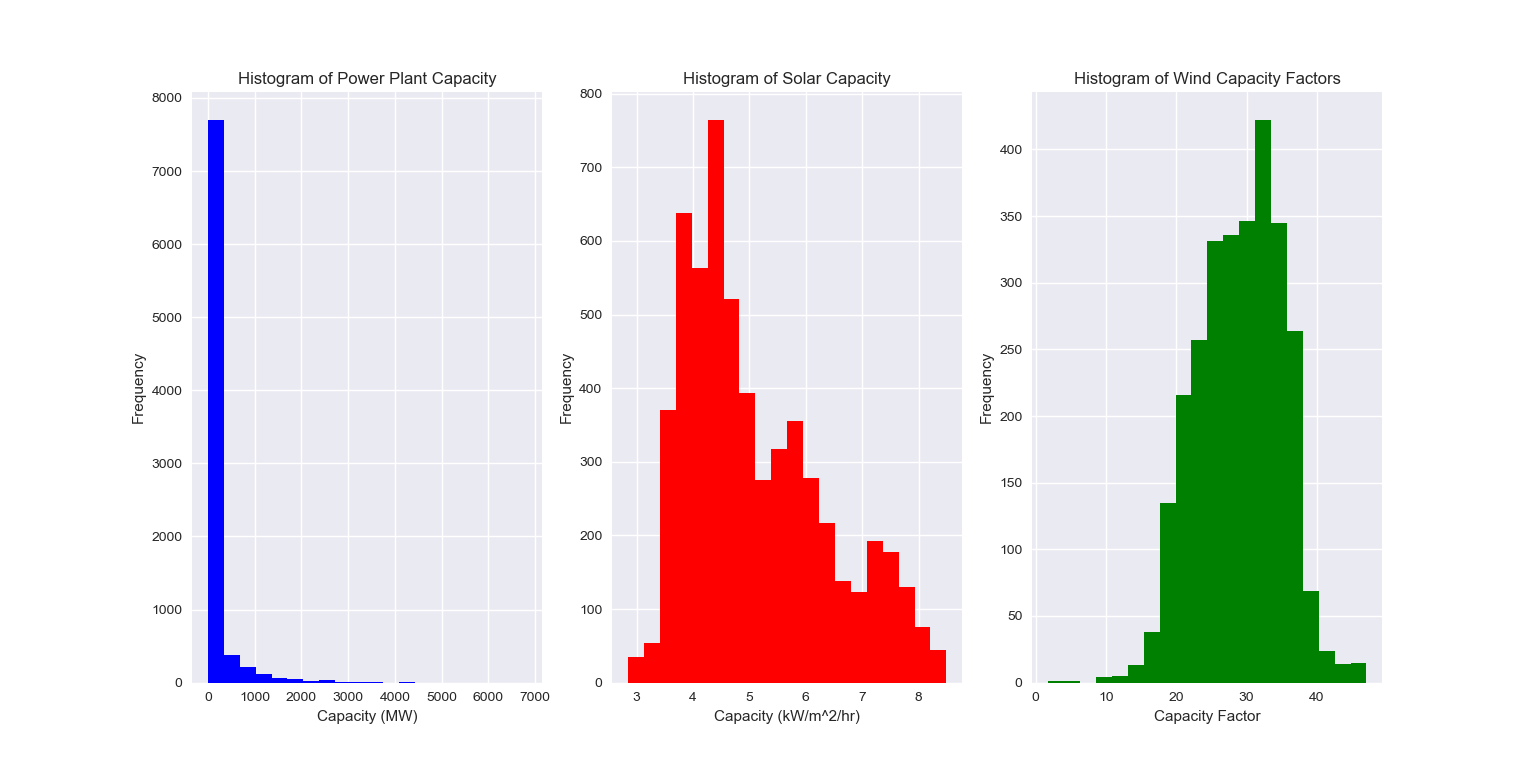 Histogram of Power Plant Capacity
8000
7000
6000
5000
4000
3000
2000
1000
0
Frequency
0 1000 2000 3000 4000 5000 6000 7000
Capacity (MW)
Histogram of Solar Capacity
800
700
600
500
400
300
200
100
0
Frequency
3 4 5 6 7 8
Capacity (kW/m^2/hr)
Histogram of Wind Capacity Factors
400
350
300
250
200
150
100
50
0
Frequency
0 10 20 30 40
Capacity Factor